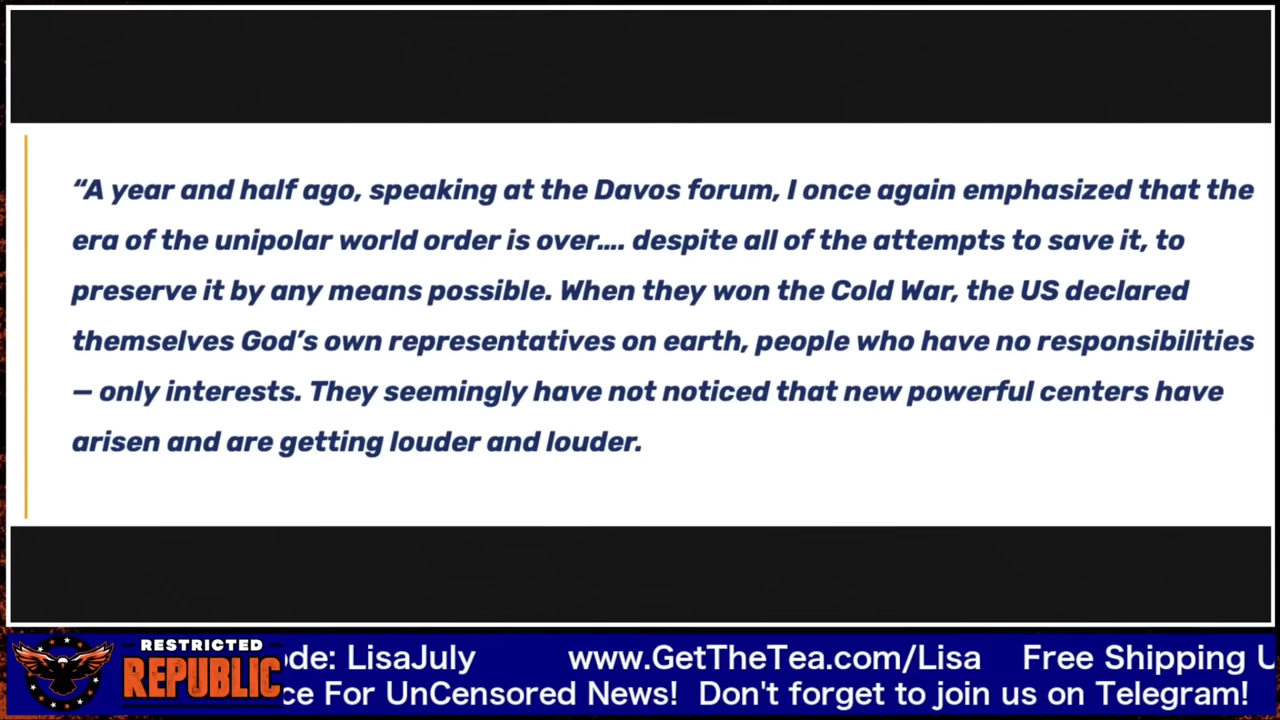 “A year and half ago, speaking at the Davos forum, I once again emphasized that the
era of the unipolar world order is over.... despite all of the attempts to save it, to
preserve it by any means possible. When they won the Cold War, the US declared
themselves God’s own representatives on earth, people who have no responsibilities
— only interests. They seemingly have not noticed that new powerful centers have
arisen and are getting louder and louder.
RESTRICTED
REPUBLIC
LisaJuly www.GetTheTea.com/Lisa Free Shipping
For UnCensored News! Don't forget to join us on Telegram!